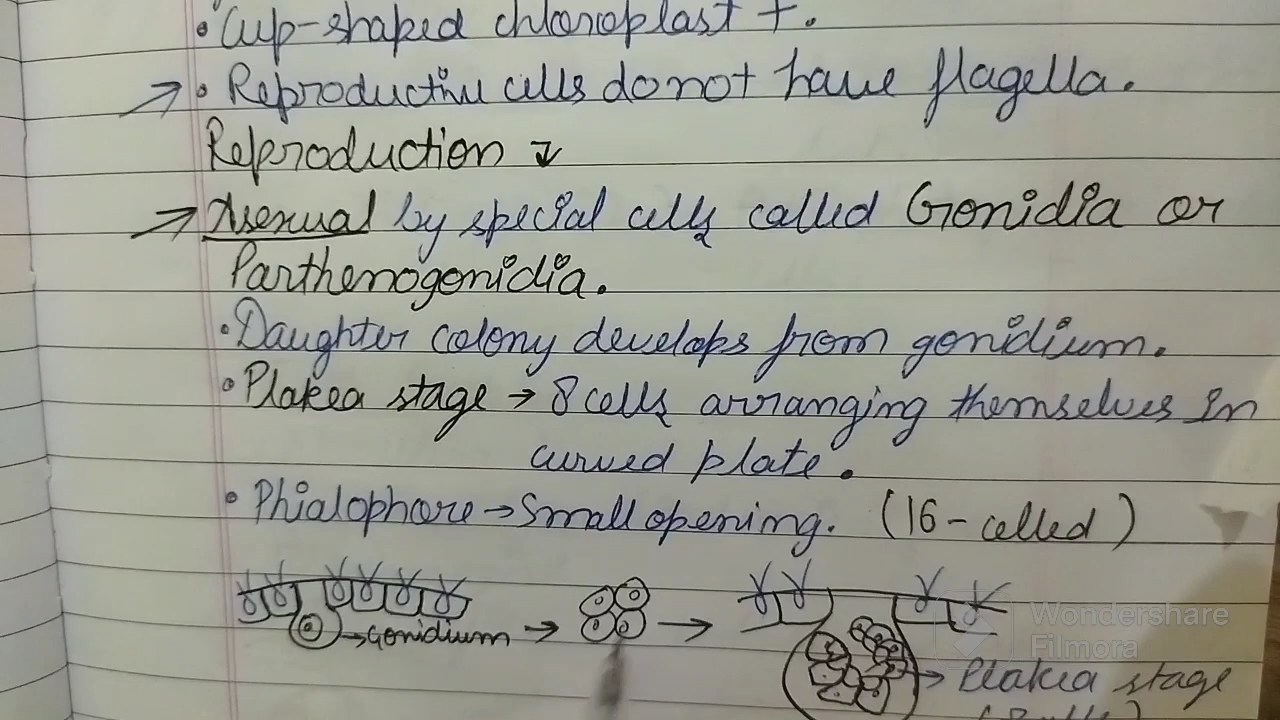 • Cup-shaped chloroplast +.
→ • Reproductive cells do not have flagella.
Reproduction ↓
→ Asexual by special cells called Gonidia or
Parthenogonidia.
• Daughter colony develops from gonidium.
• Plakea stage → 8 cells arranging themselves In
curved plate.
• Phialophore → Small opening. (16-celled)
→ Gonidium → →
Wondershare
Filmora
→ Plakea stage